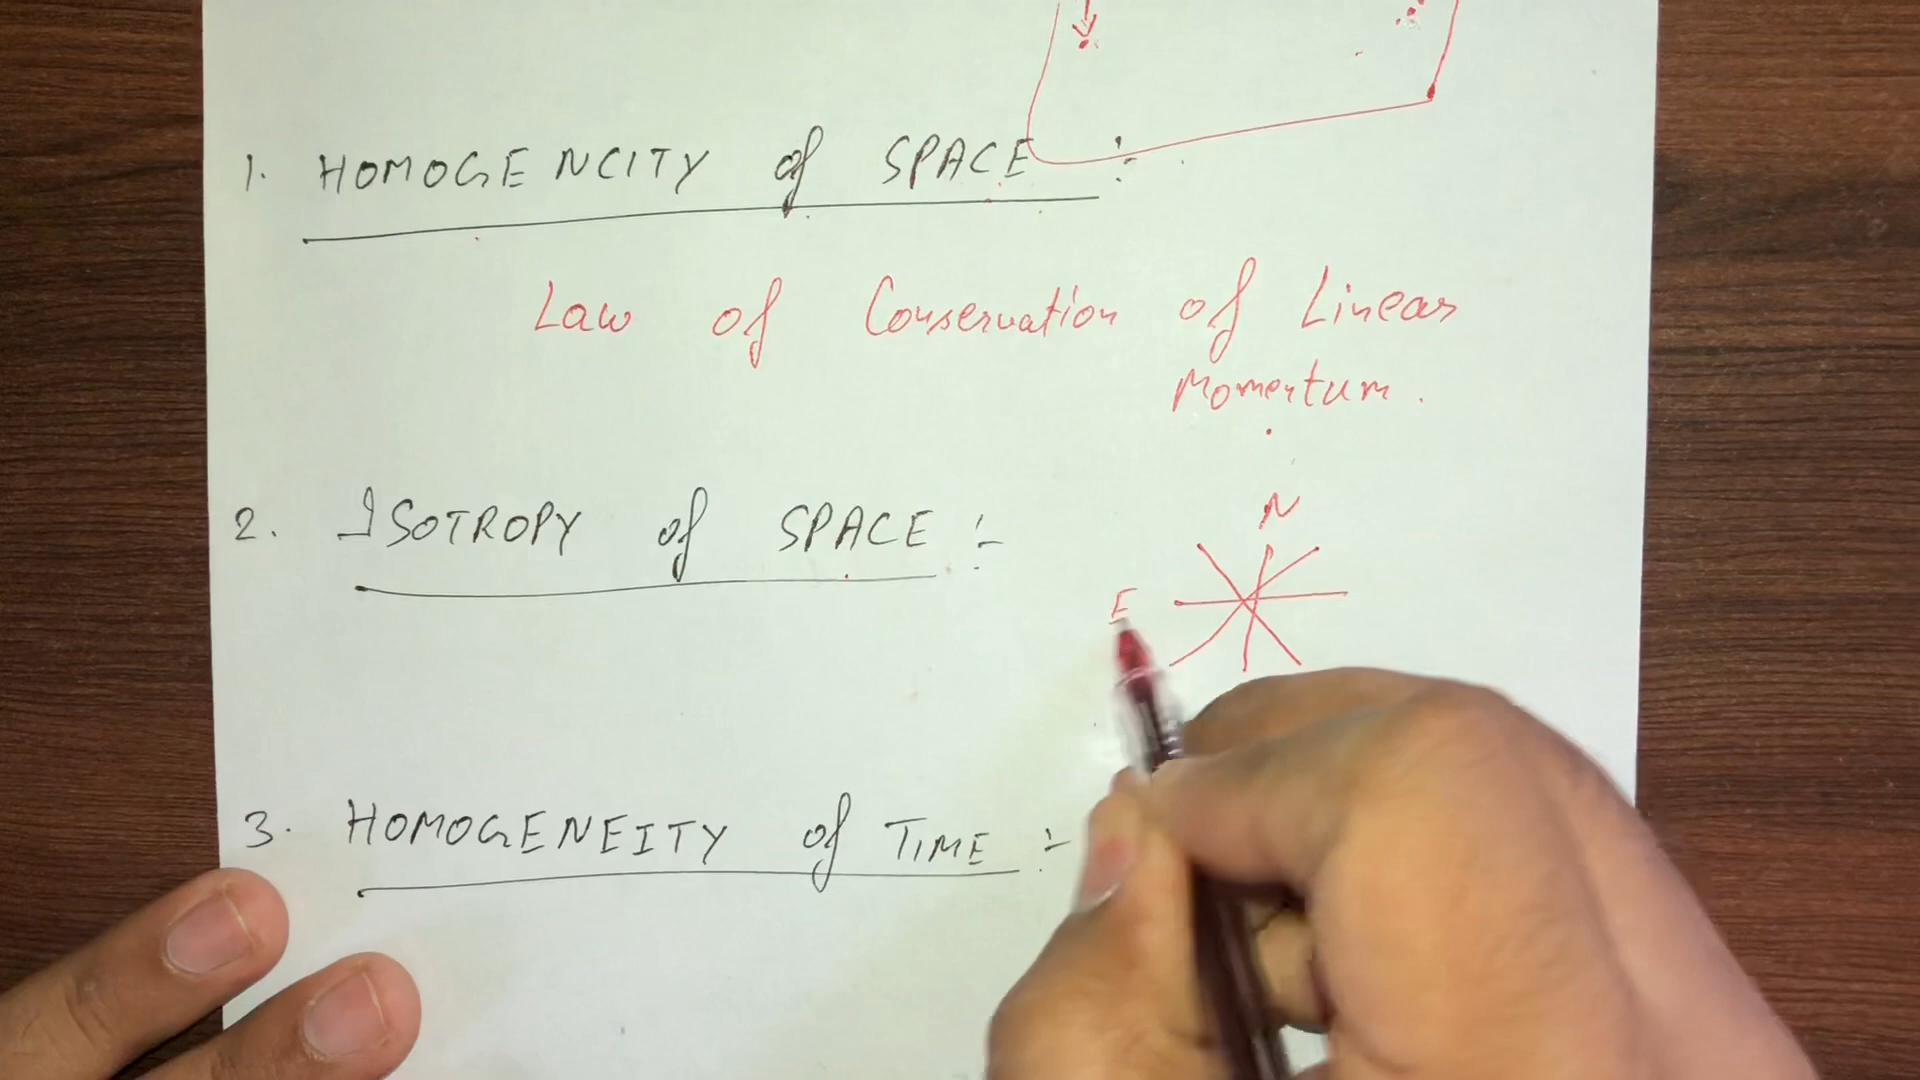 1. HOMOGENCITY of SPACE :-
Law of Conservation of Linear
Momentum.
2. ISOTROPY of SPACE :-
N
E
3. HOMOGENEITY of TIME :-